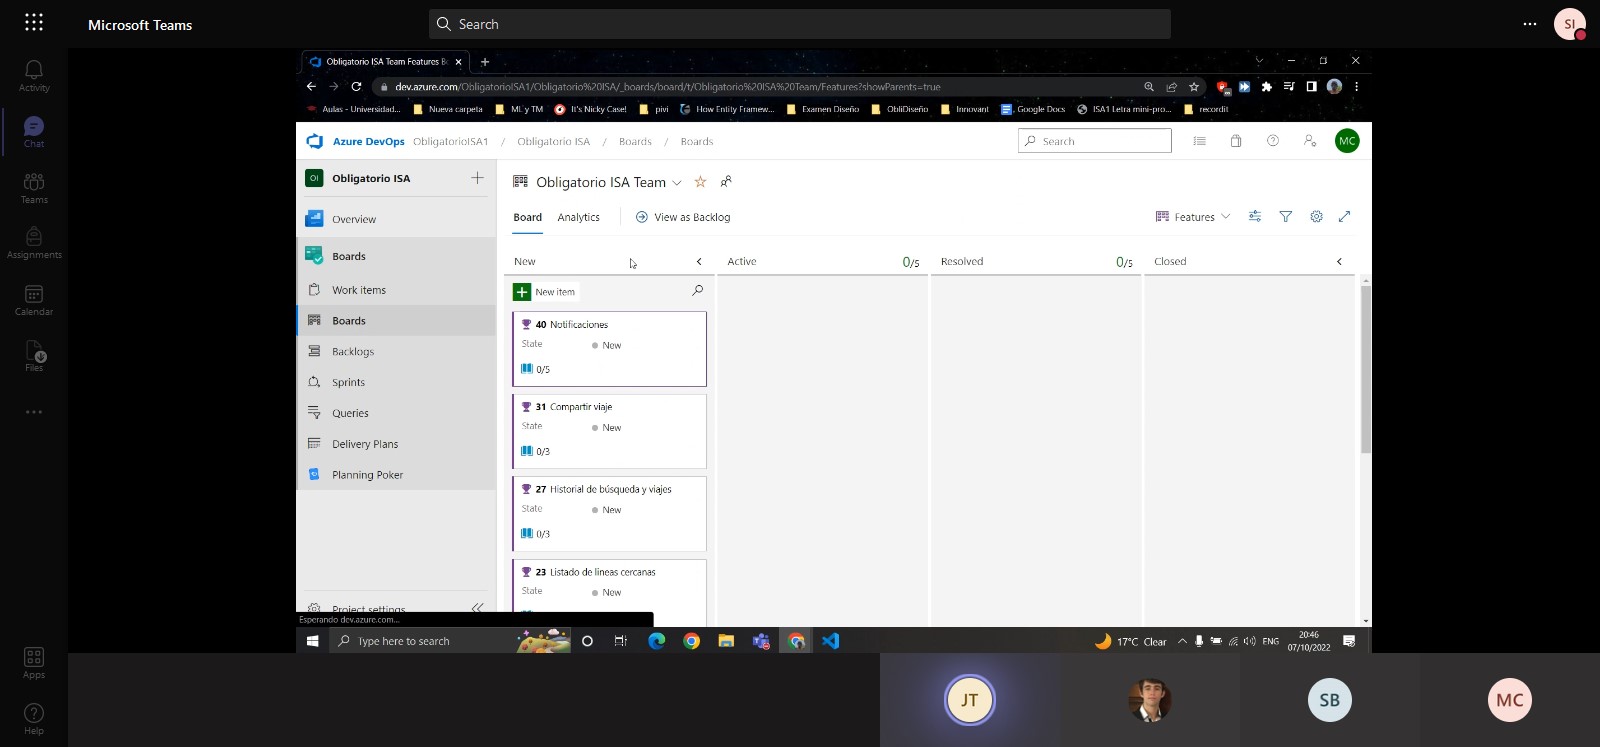 Microsoft Teams
Search
SI
Activity
Chat
Teams
Assignments
Calendar
Files
Apps
Help
Obligatorio ISA Team Features Bo
dev.azure.com/ObligatorioISA1/Obligatorio%20ISA/_boards/board/t/Obligatorio%20ISA%20Team/Features?showParents=true
Aulas - Universidad... Nueva carpeta ML y TM It's Nicky Case! pivi How Entity Framew... Examen Diseño ObliDiseño Innovant Google Docs ISA1 Letra mini-pro... recordit
Azure DevOps ObligatorioISA1 / Obligatorio ISA / Boards / Boards
Search
MC
OI Obligatorio ISA
Overview
Boards
Work items
Boards
Backlogs
Sprints
Queries
Delivery Plans
Planning Poker
Project settings
Esperando dev.azure.com...
Obligatorio ISA Team
Board Analytics View as Backlog
Features
New Active 0/5 Resolved 0/5 Closed
New item
40 Notificaciones
State New
0/5
31 Compartir viaje
State New
0/3
27 Historial de búsqueda y viajes
State New
0/3
23 Listado de lineas cercanas
State New
Type here to search
17°C Clear
ENG
20:46
07/10/2022
JT
SB
MC